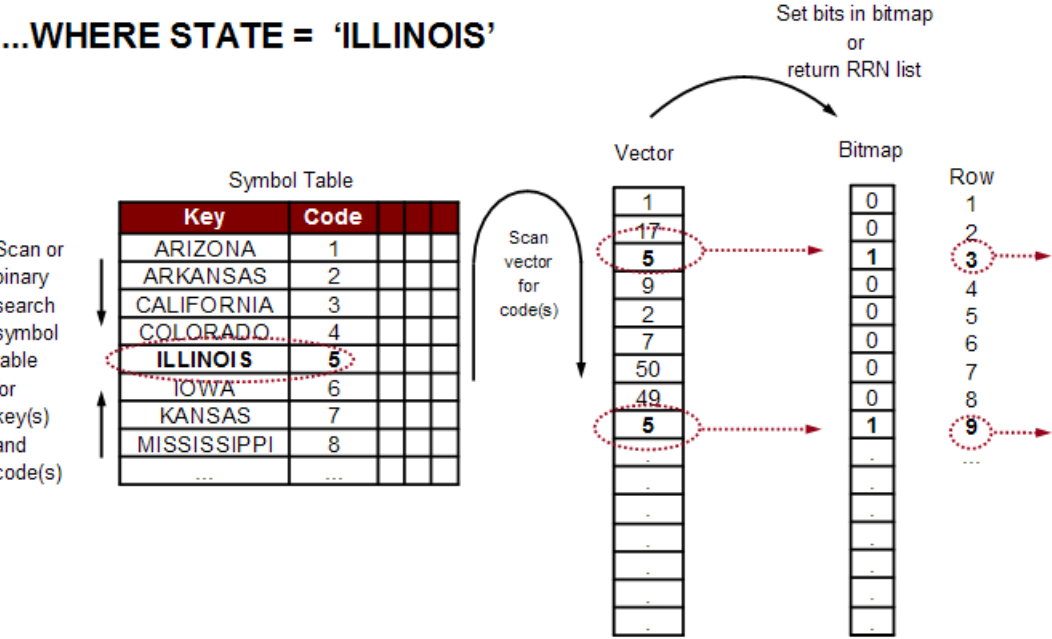 ...WHERE STATE = ‘ILLINOIS’
Set bits in bitmap
or
return RRN list
Scan or
binary
search
symbol
table
for
key(s)
and
code(s)
Symbol Table
Key Code
ARIZONA 1
ARKANSAS 2
CALIFORNIA 3
COLORADO 4
ILLINOIS 5
IOWA 6
KANSAS 7
MISSISSIPPI 8
... ...
Scan
vector
for
code(s)
Vector
1
17
5
9
2
7
50
49
5
.
.
.
.
.
.
.
Bitmap
0
0
1
0
0
0
0
0
1
.
.
.
.
.
.
.
Row
1
2
3
4
5
6
7
8
9
...